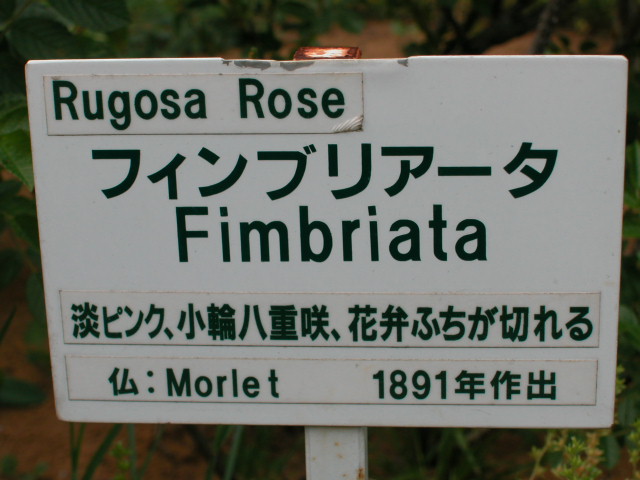 Rugosa Rose
フィンブリアータ
Fimbriata
淡ピンク、小輪八重咲、花弁ふちが切れる
仏：Morlet 1891年作出